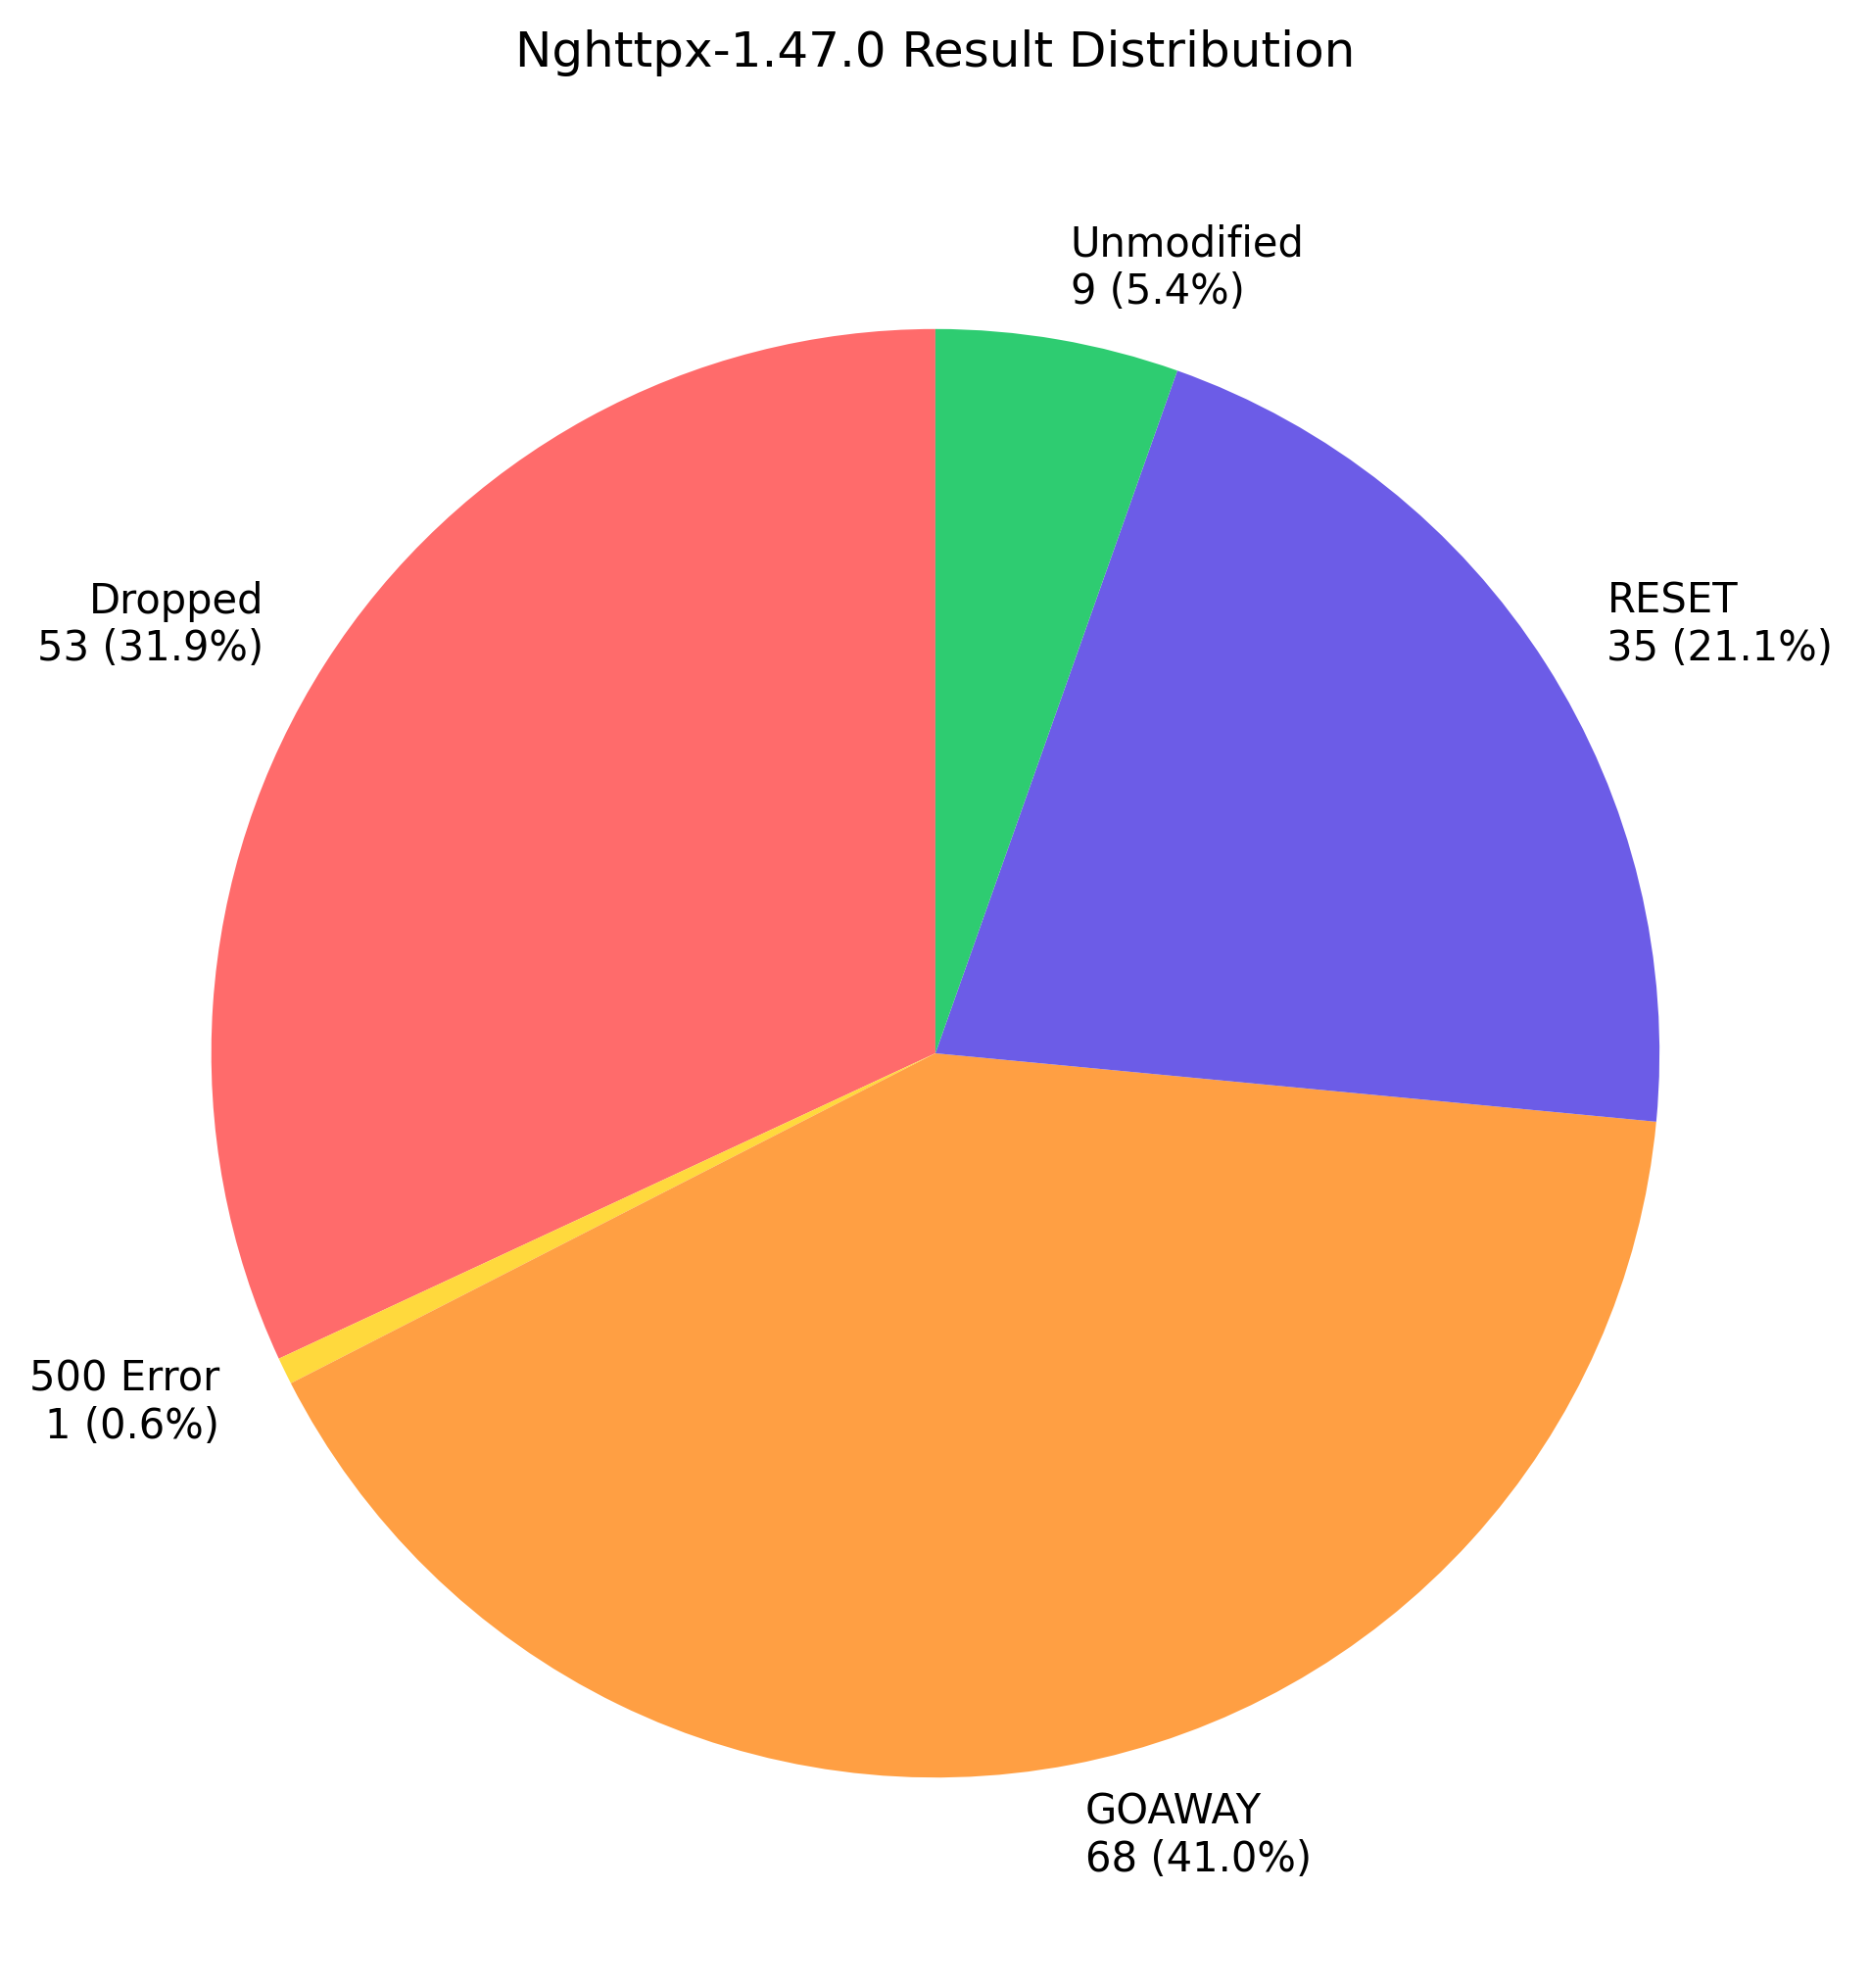 Nghttpx-1.47.0 Result Distribution
Unmodified
9 (5.4%)
Dropped
53 (31.9%)
RESET
35 (21.1%)
500 Error
1 (0.6%)
GOAWAY
68 (41.0%)